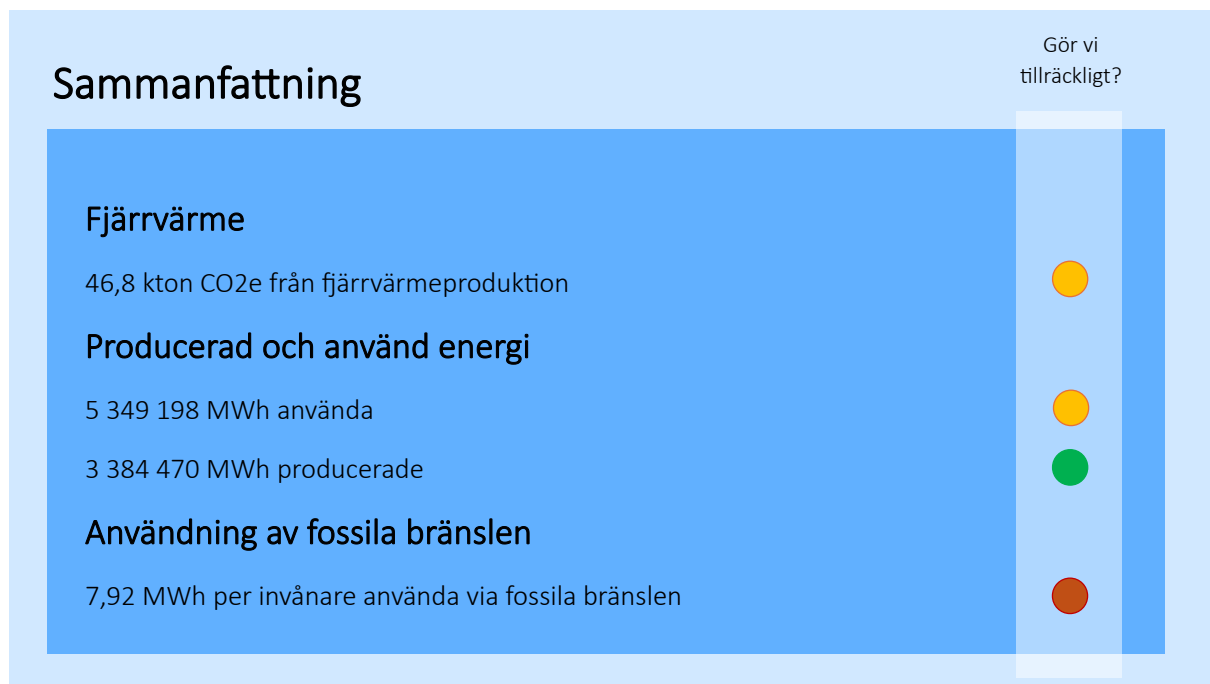 Gör vi
tillräckligt?
Sammanfattning
Fjärrvärme
46,8 kton CO2e från fjärrvärmeproduktion
Producerad och använd energi
5 349 198 MWh använda
3 384 470 MWh producerade
Användning av fossila bränslen
7,92 MWh per invånare använda via fossila bränslen